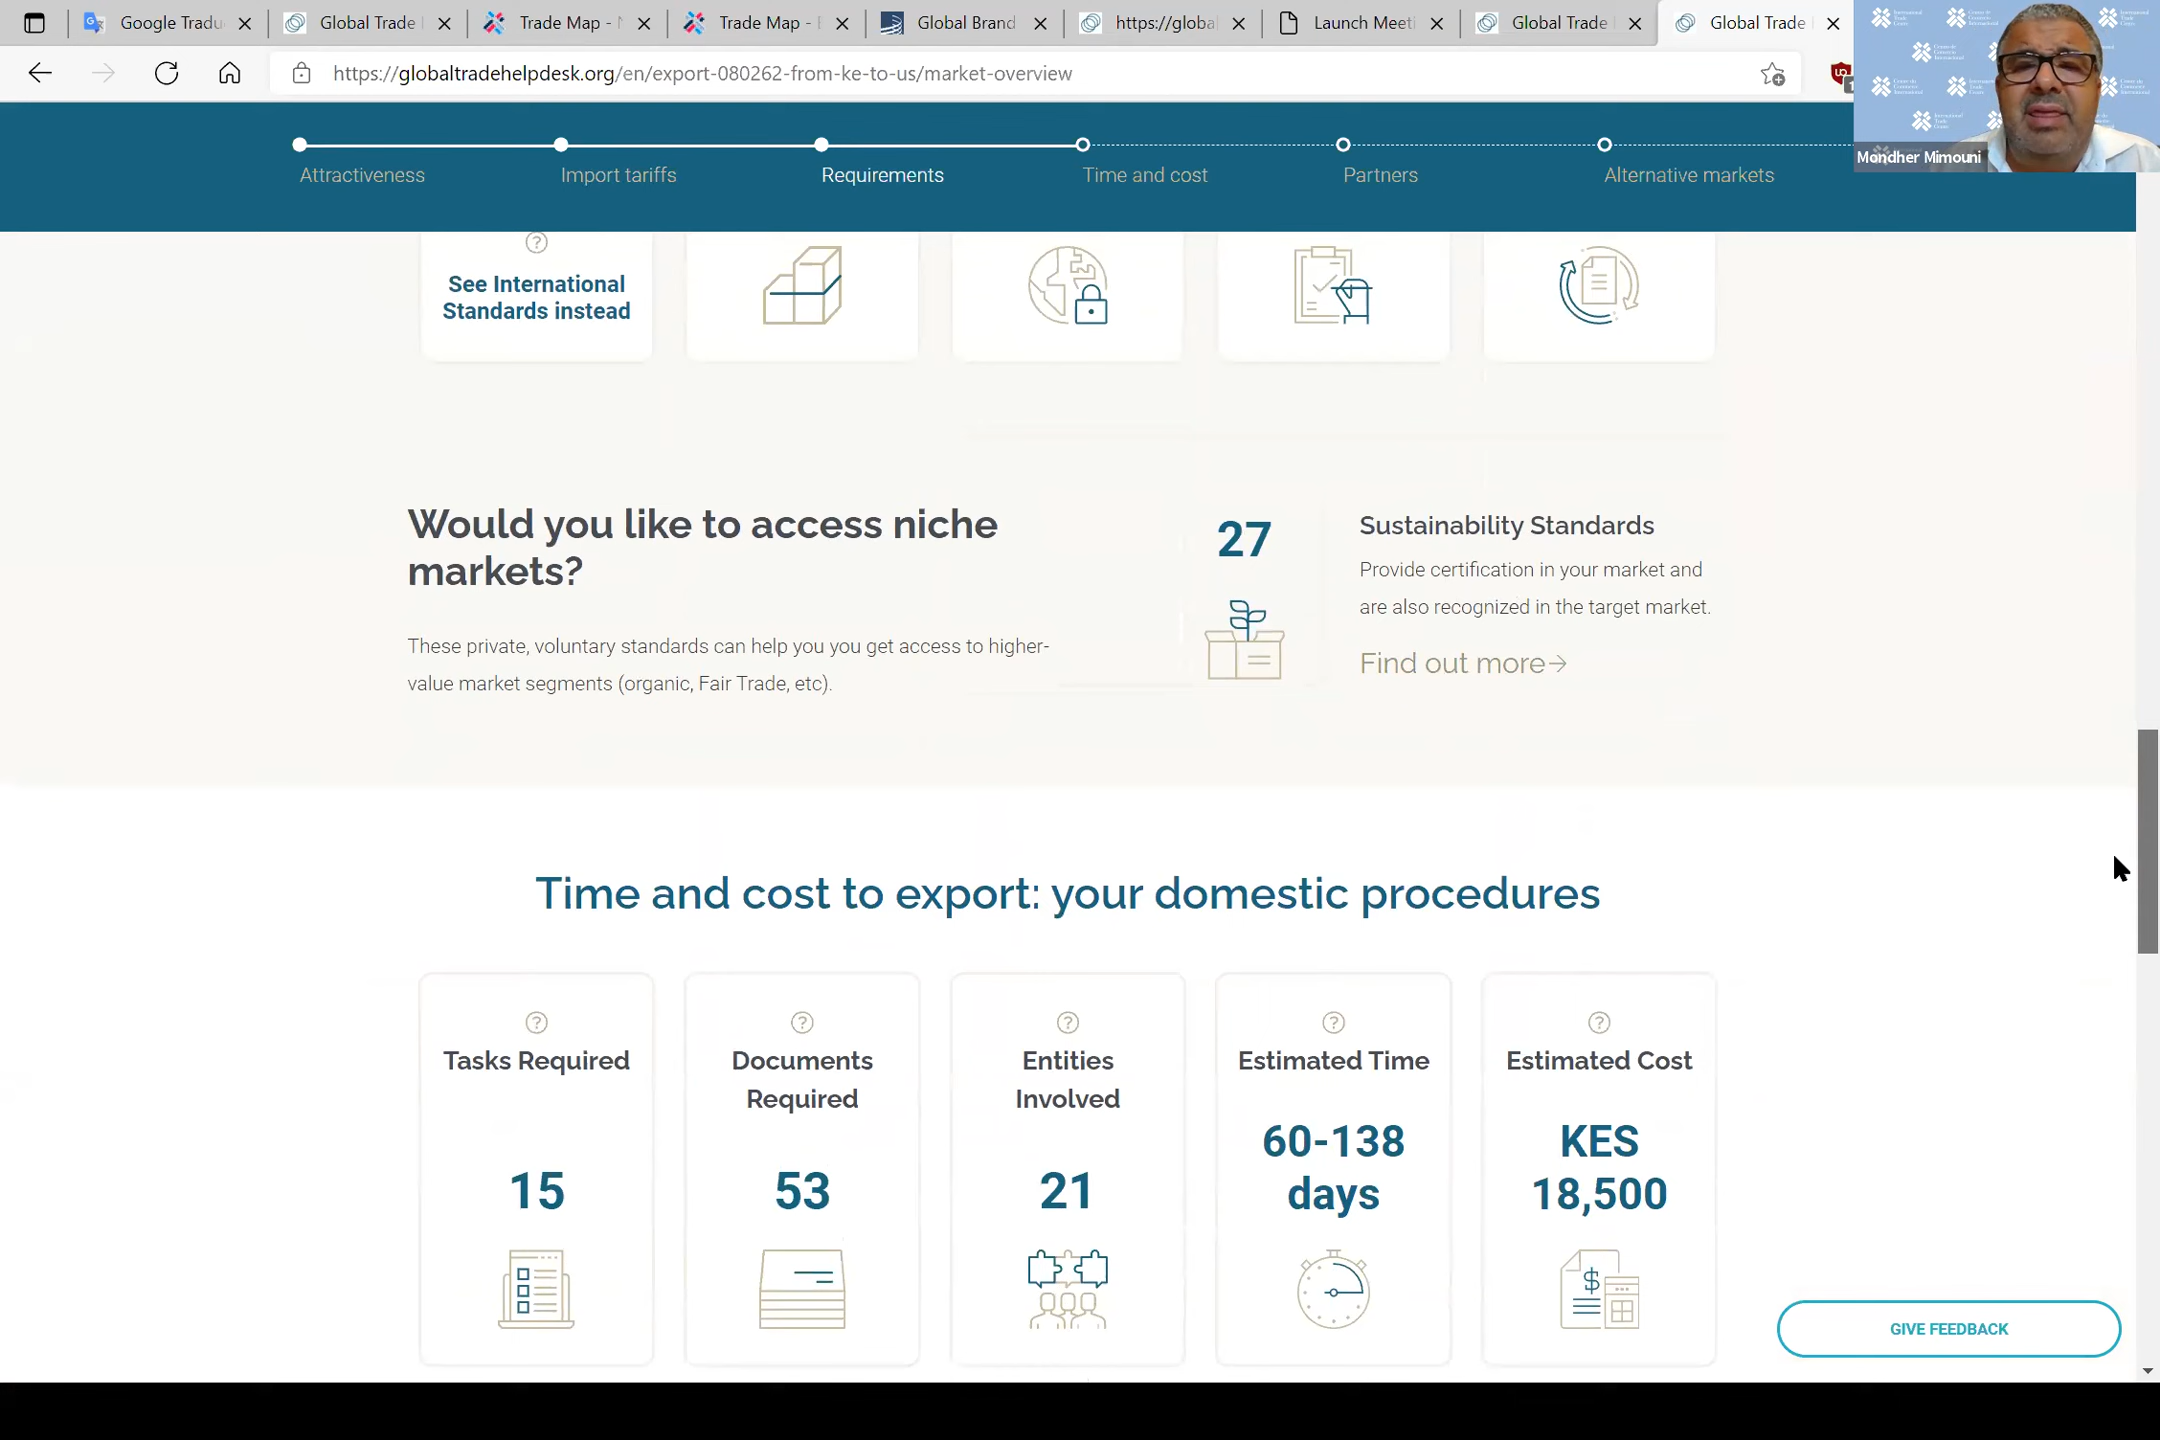 Google Tradu
Global Trade
Trade Map -
Trade Map -
Global Brand
https://globa
Launch Meeti
Global Trade
Global Trade
https://globaltradehelpdesk.org/en/export-080262-from-ke-to-us/market-overview
Mondher Mimouni
Attractiveness
Import tariffs
Requirements
Time and cost
Partners
Alternative markets
?
See International
Standards instead
Would you like to access niche
markets?
These private, voluntary standards can help you you get access to higher-
value market segments (organic, Fair Trade, etc).
27
Sustainability Standards
Provide certification in your market and
are also recognized in the target market.
Find out more→
Time and cost to export: your domestic procedures
?
Tasks Required
15
?
Documents
Required
53
?
Entities
Involved
21
?
Estimated Time
60-138
days
?
Estimated Cost
KES
18,500
$
GIVE FEEDBACK